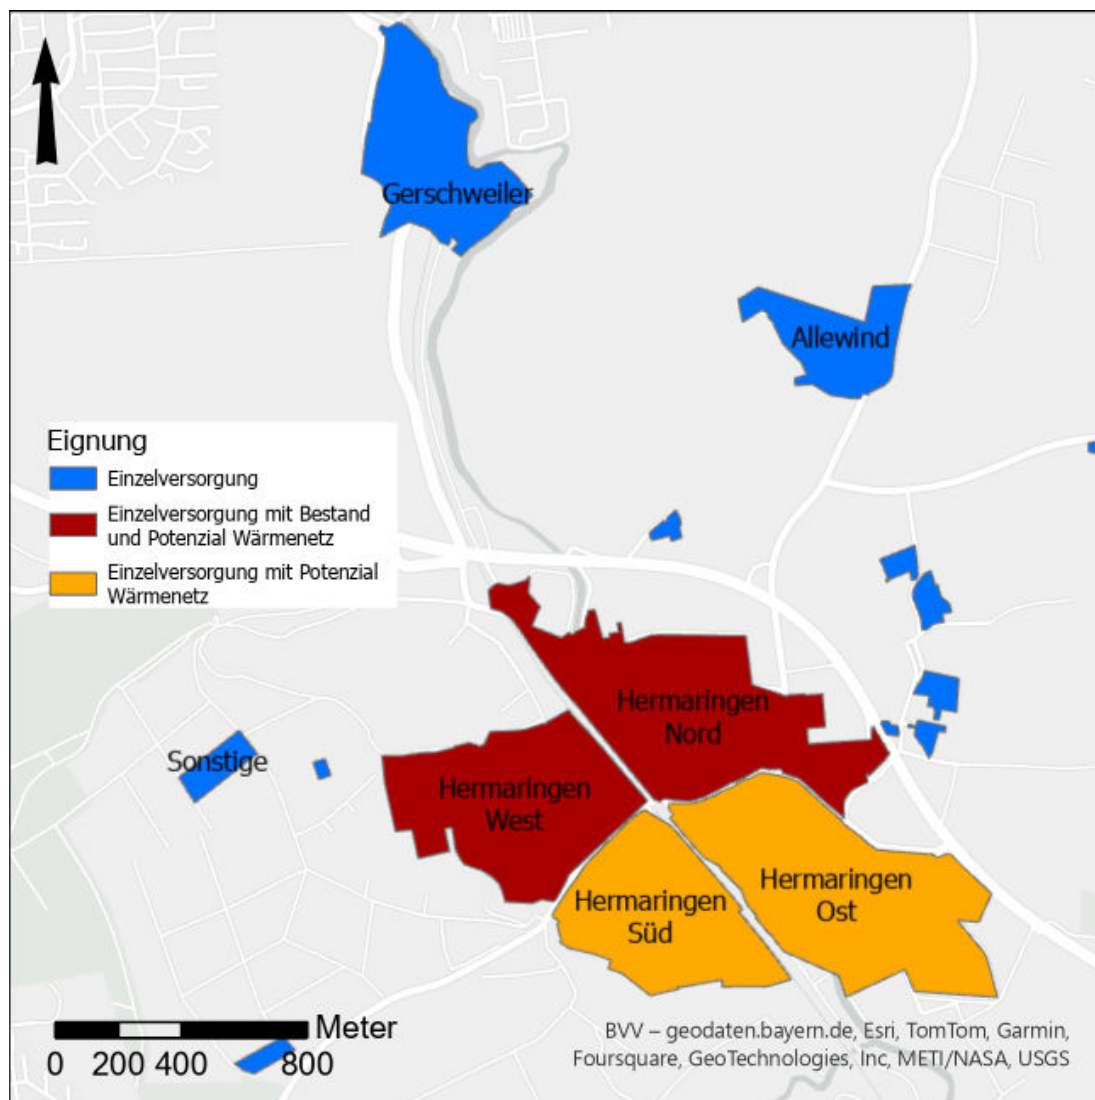 Gerschweiler
Allewind
Eignung
Einzelversorgung
Einzelversorgung mit Bestand
und Potenzial Wärmenetz
Einzelversorgung mit Potenzial
Wärmenetz
Hermaringen
Nord
Sonstige
Hermaringen
West
Hermaringen
Ost
Hermaringen
Süd
Meter
0 200 400 800
BVV – geodaten.bayern.de, Esri, TomTom, Garmin,
Foursquare, GeoTechnologies, Inc, METI/NASA, USGS